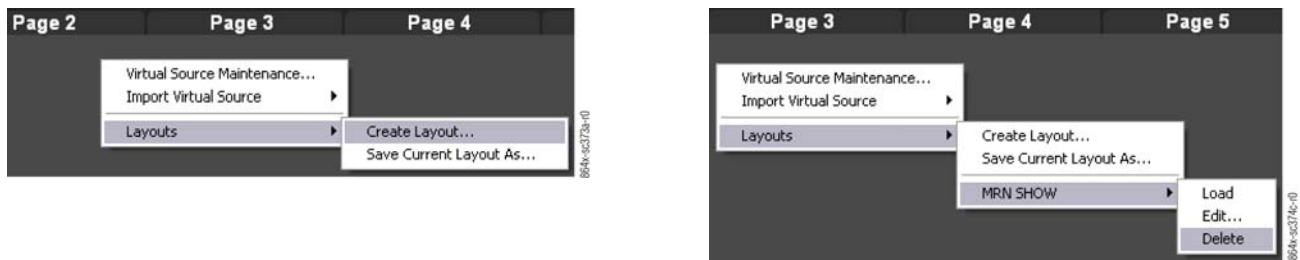 Page 2 Page 3 Page 4
Virtual Source Maintenance...
Import Virtual Source
Layouts
Create Layout...
Save Current Layout As...
864x-sc373a-r0
Page 3 Page 4 Page 5
Virtual Source Maintenance...
Import Virtual Source
Layouts
Create Layout...
Save Current Layout As...
MRN SHOW
Load
Edit...
Delete
864x-sc374c-r0